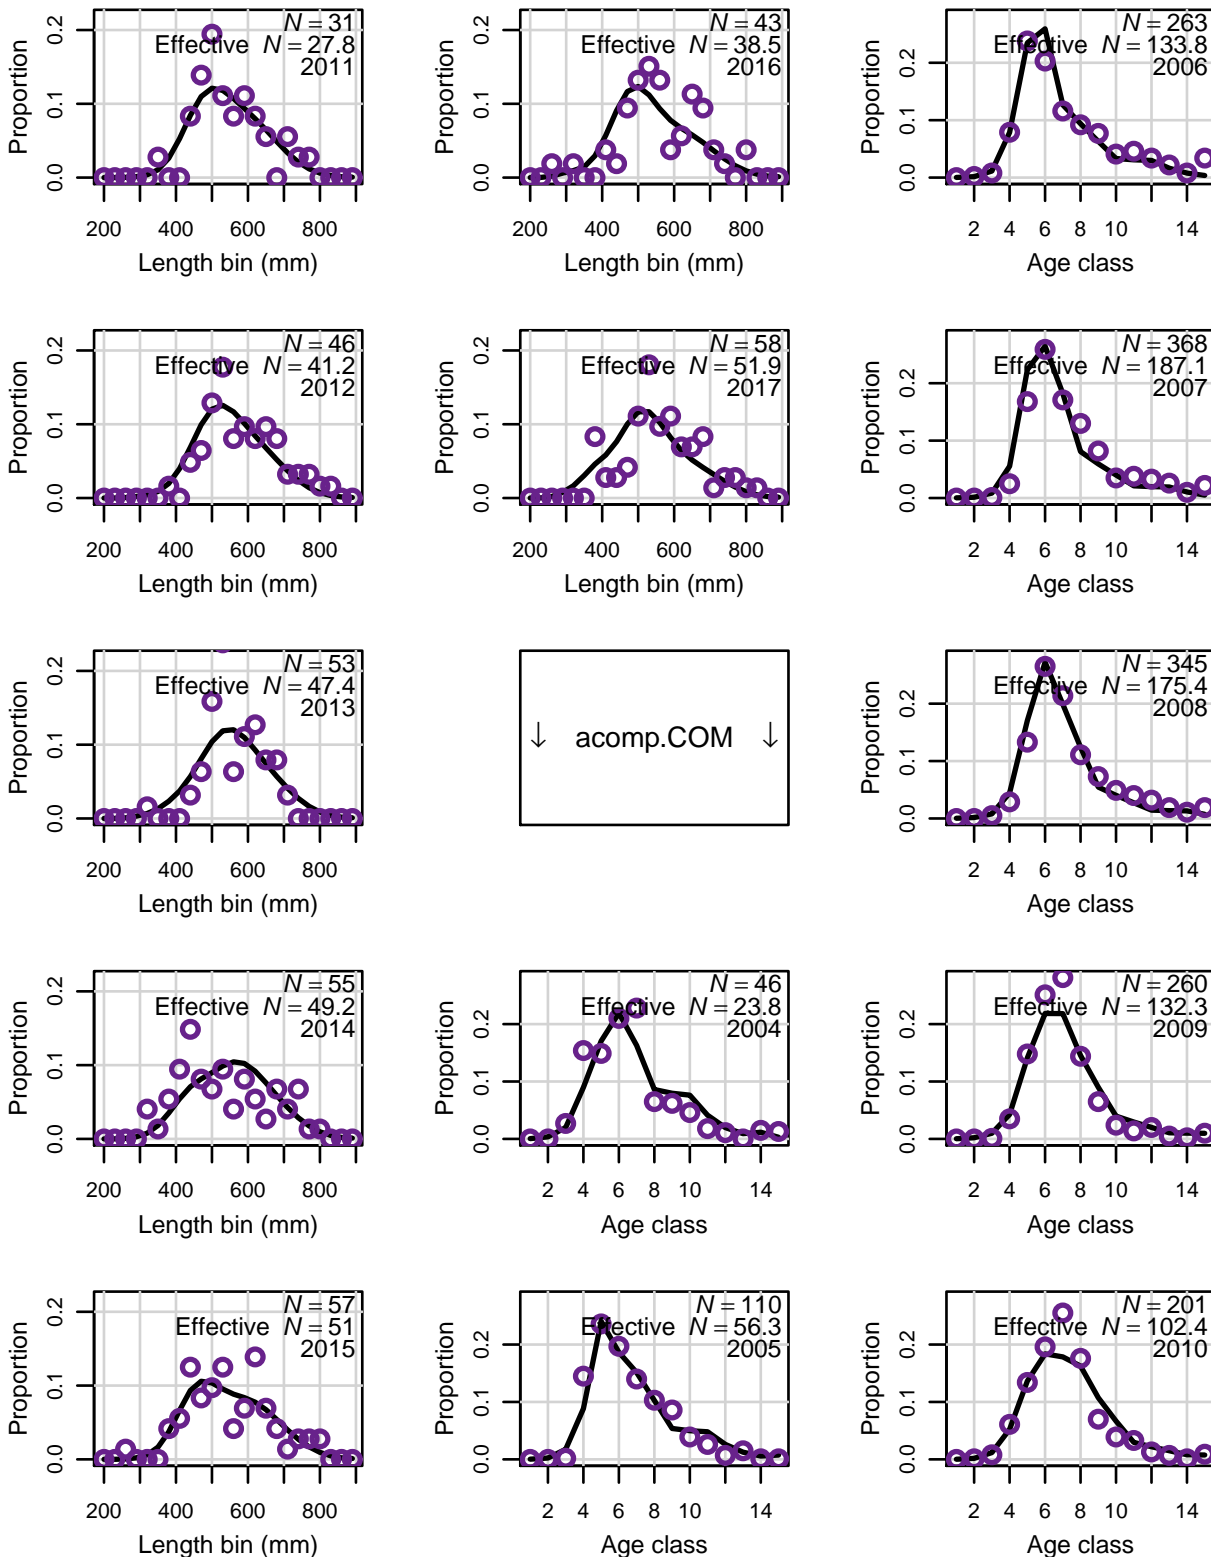 N = 31
Effective N = 27.8
2011
Proportion
0.0 0.1 0.2
200 400 600 800
Length bin (mm)
N = 43
Effective N = 38.5
2016
Proportion
0.0 0.1 0.2
200 400 600 800
Length bin (mm)
N = 263
Effective N = 133.8
2006
Proportion
0.0 0.1 0.2
2 4 6 8 10 14
Age class
N = 46
Effective N = 41.2
2012
Proportion
0.0 0.1 0.2
200 400 600 800
Length bin (mm)
N = 58
Effective N = 51.9
2017
Proportion
0.0 0.1 0.2
200 400 600 800
Length bin (mm)
N = 368
Effective N = 187.1
2007
Proportion
0.0 0.1 0.2
2 4 6 8 10 14
Age class
N = 53
Effective N = 47.4
2013
Proportion
0.0 0.1 0.2
200 400 600 800
Length bin (mm)
↓ acomp.COM ↓
N = 345
Effective N = 175.4
2008
Proportion
0.0 0.1 0.2
2 4 6 8 10 14
Age class
N = 55
Effective N = 49.2
2014
Proportion
0.0 0.1 0.2
200 400 600 800
Length bin (mm)
N = 46
Effective N = 23.8
2004
Proportion
0.0 0.1 0.2
2 4 6 8 10 14
Age class
N = 260
Effective N = 132.3
2009
Proportion
0.0 0.1 0.2
2 4 6 8 10 14
Age class
N = 57
Effective N = 51
2015
Proportion
0.0 0.1 0.2
200 400 600 800
Length bin (mm)
N = 110
Effective N = 56.3
2005
Proportion
0.0 0.1 0.2
2 4 6 8 10 14
Age class
N = 201
Effective N = 102.4
2010
Proportion
0.0 0.1 0.2
2 4 6 8 10 14
Age class